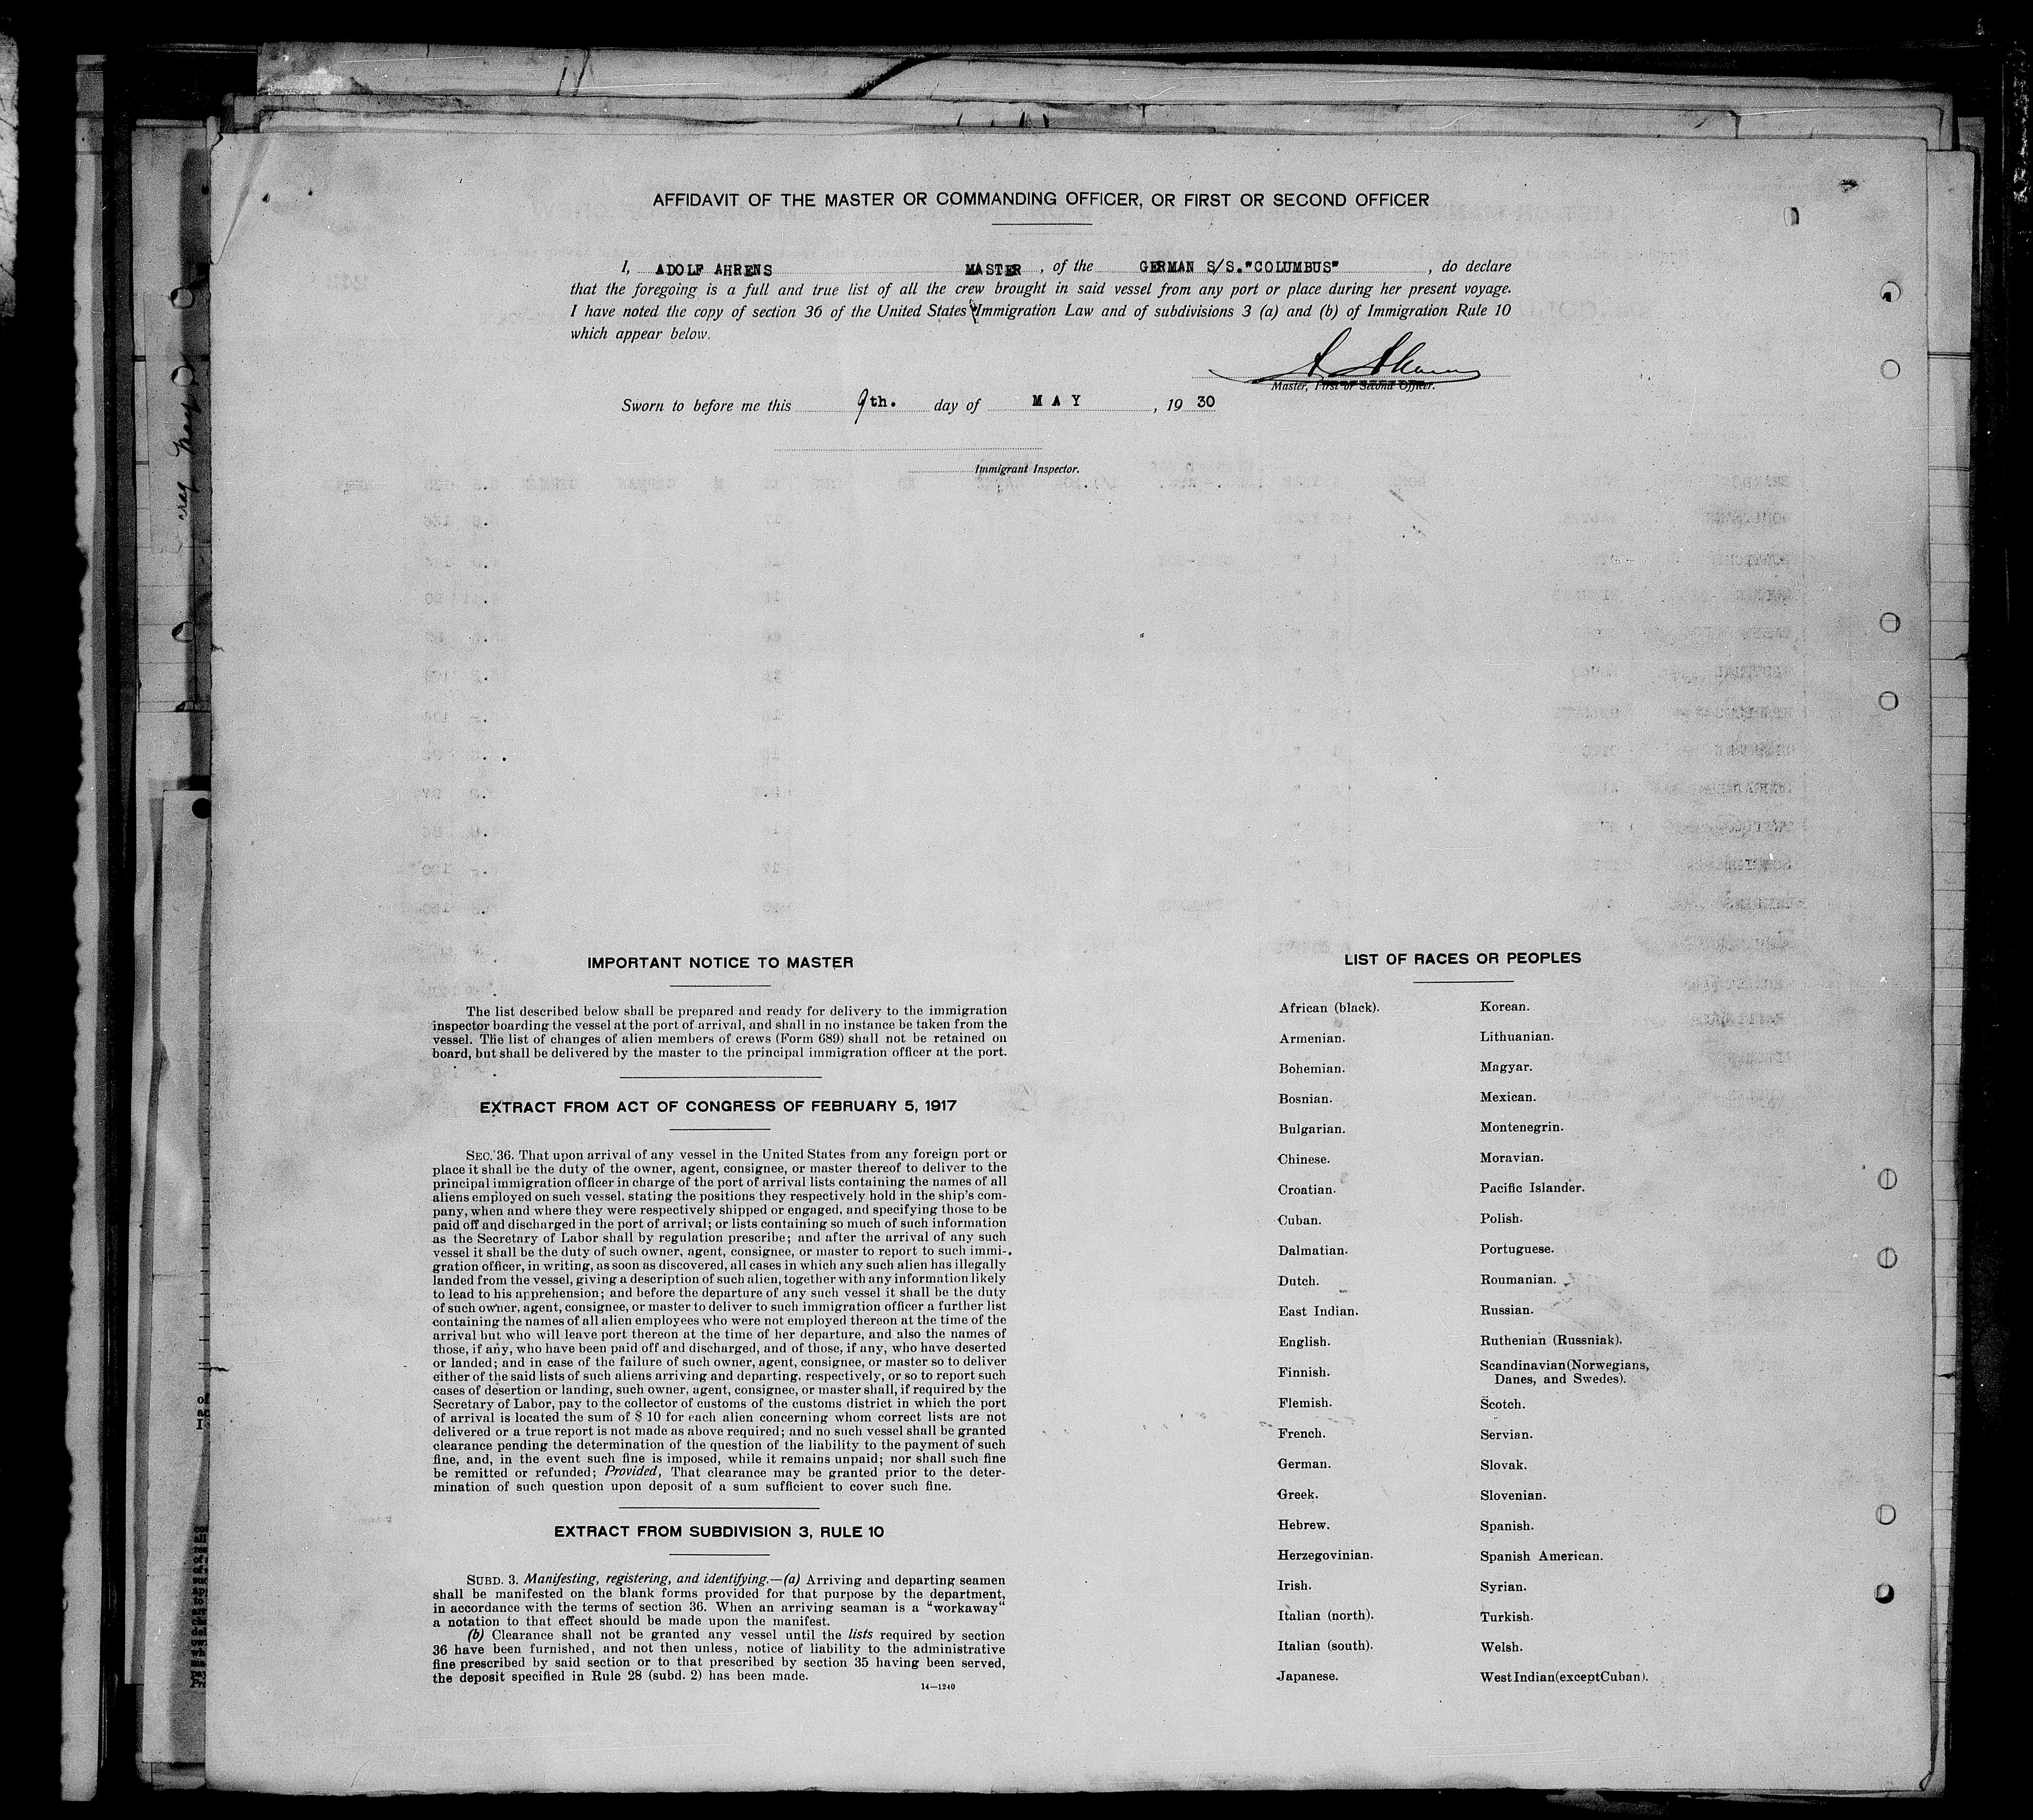 AFFIDAVIT OF THE MASTER OR COMMANDING OFFICER, OR FIRST OR SECOND OFFICER
I, ADOLF AHRENS MASTER, of the GERMAN S/S."COLUMBUS", do declare
that the foregoing is a full and true list of all the crew brought in said vessel from any port or place during her present voyage.
I have noted the copy of section 36 of the United States Immigration Law and of subdivisions 3 (a) and (b) of Immigration Rule 10
which appear below.
A Ahrens
Master, First or Second Officer.
Sworn to before me this 9th. day of MAY, 19 30
Immigrant Inspector.
IMPORTANT NOTICE TO MASTER
The list described below shall be prepared and ready for delivery to the immigration
inspector boarding the vessel at the port of arrival, and shall in no instance be taken from the
vessel. The list of changes of alien members of crews (Form 689) shall not be retained on
board, but shall be delivered by the master to the principal immigration officer at the port.
EXTRACT FROM ACT OF CONGRESS OF FEBRUARY 5, 1917
SEC. 36. That upon arrival of any vessel in the United States from any foreign port or
place it shall be the duty of the owner, agent, consignee, or master thereof to deliver to the
principal immigration officer in charge of the port of arrival lists containing the names of all
aliens employed on such vessel, stating the positions they respectively hold in the ship's com-
pany, when and where they were respectively shipped or engaged, and specifying those to be
paid off and discharged in the port of arrival; or lists containing so much of such information
as the Secretary of Labor shall by regulation prescribe; and after the arrival of any such
vessel it shall be the duty of such owner, agent, consignee, or master to report to such immi-
gration officer, in writing, as soon as discovered, all cases in which any such alien has illegally
landed from the vessel, giving a description of such alien, together with any information likely
to lead to his apprehension; and before the departure of any such vessel it shall be the duty
of such owner, agent, consignee, or master to deliver to such immigration officer a further list
containing the names of all alien employees who were not employed thereon at the time of the
arrival but who will leave port thereon at the time of her departure, and also the names of
those, if any, who have been paid off and discharged, and of those, if any, who have deserted
or landed; and in case of the failure of such owner, agent, consignee, or master so to deliver
either of the said lists of such aliens arriving and departing, respectively, or so to report such
cases of desertion or landing, such owner, agent, consignee, or master shall, if required by the
Secretary of Labor, pay to the collector of customs of the customs district in which the port
of arrival is located the sum of $ 10 for each alien concerning whom correct lists are not
delivered or a true report is not made as above required; and no such vessel shall be granted
clearance pending the determination of the question of the liability to the payment of such
fine, and, in the event such fine is imposed, while it remains unpaid; nor shall such fine
be remitted or refunded; Provided, That clearance may be granted prior to the deter-
mination of such question upon deposit of a sum sufficient to cover such fine.
EXTRACT FROM SUBDIVISION 3, RULE 10
SUBD. 3. Manifesting, registering, and identifying.—(a) Arriving and departing seamen
shall be manifested on the blank forms provided for that purpose by the department,
in accordance with the terms of section 36. When an arriving seaman is a "workaway"
a notation to that effect should be made upon the manifest.
(b) Clearance shall not be granted any vessel until the lists required by section
36 have been furnished, and not then unless, notice of liability to the administrative
fine prescribed by said section or to that prescribed by section 35 having been served,
the deposit specified in Rule 28 (subd. 2) has been made.
14—1240
LIST OF RACES OR PEOPLES
African (black).
Armenian.
Bohemian.
Bosnian.
Bulgarian.
Chinese.
Croatian.
Cuban.
Dalmatian.
Dutch.
East Indian.
English.
Finnish.
Flemish.
French.
German.
Greek.
Hebrew.
Herzegovinian.
Irish.
Italian (north).
Italian (south).
Japanese.
Korean.
Lithuanian.
Magyar.
Mexican.
Montenegrin.
Moravian.
Pacific Islander.
Polish.
Portuguese.
Roumanian.
Russian.
Ruthenian (Russniak).
Scandinavian (Norwegians,
Danes, and Swedes).
Scotch.
Servian.
Slovak.
Slovenian.
Spanish.
Spanish American.
Syrian.
Turkish.
Welsh.
West Indian (except Cuban).